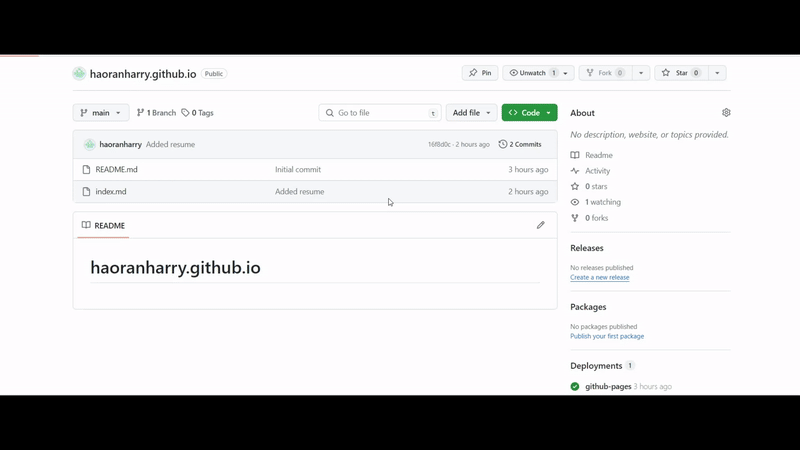 haoranharry.github.io Public
Pin
Unwatch 1
Fork 0
Star 0
main
1 Branch
0 Tags
Go to file
t
Add file
Code
haoranharry Added resume
16f8d0c · 2 hours ago
2 Commits
README.md Initial commit 3 hours ago
index.md Added resume 2 hours ago
README
haoranharry.github.io
About
No description, website, or topics provided.
Readme
Activity
0 stars
1 watching
0 forks
Releases
No releases published
Create a new release
Packages
No packages published
Publish your first package
Deployments 1
github-pages 3 hours ago